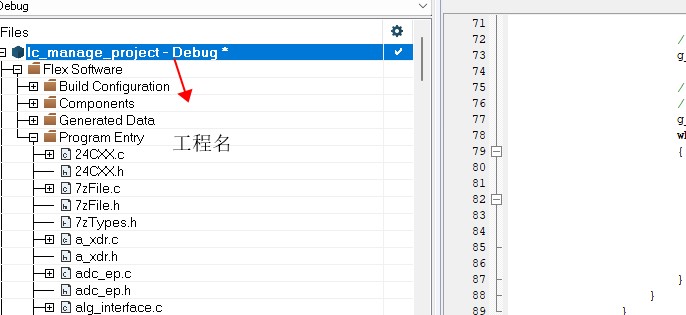 Debug
Files
lc_manage_project - Debug *
Flex Software
Build Configuration
Components
Generated Data
Program Entry
工程名
24CXX.c
24CXX.h
7zFile.c
7zFile.h
7zTypes.h
a_xdr.c
a_xdr.h
adc_ep.c
adc_ep.h
alg_interface.c
71
72 /
73 g_
74
75 /
76 /
77 g_
78 wl
79 {
80
81
82
83
84
85
86
87 }
88 }
89 }